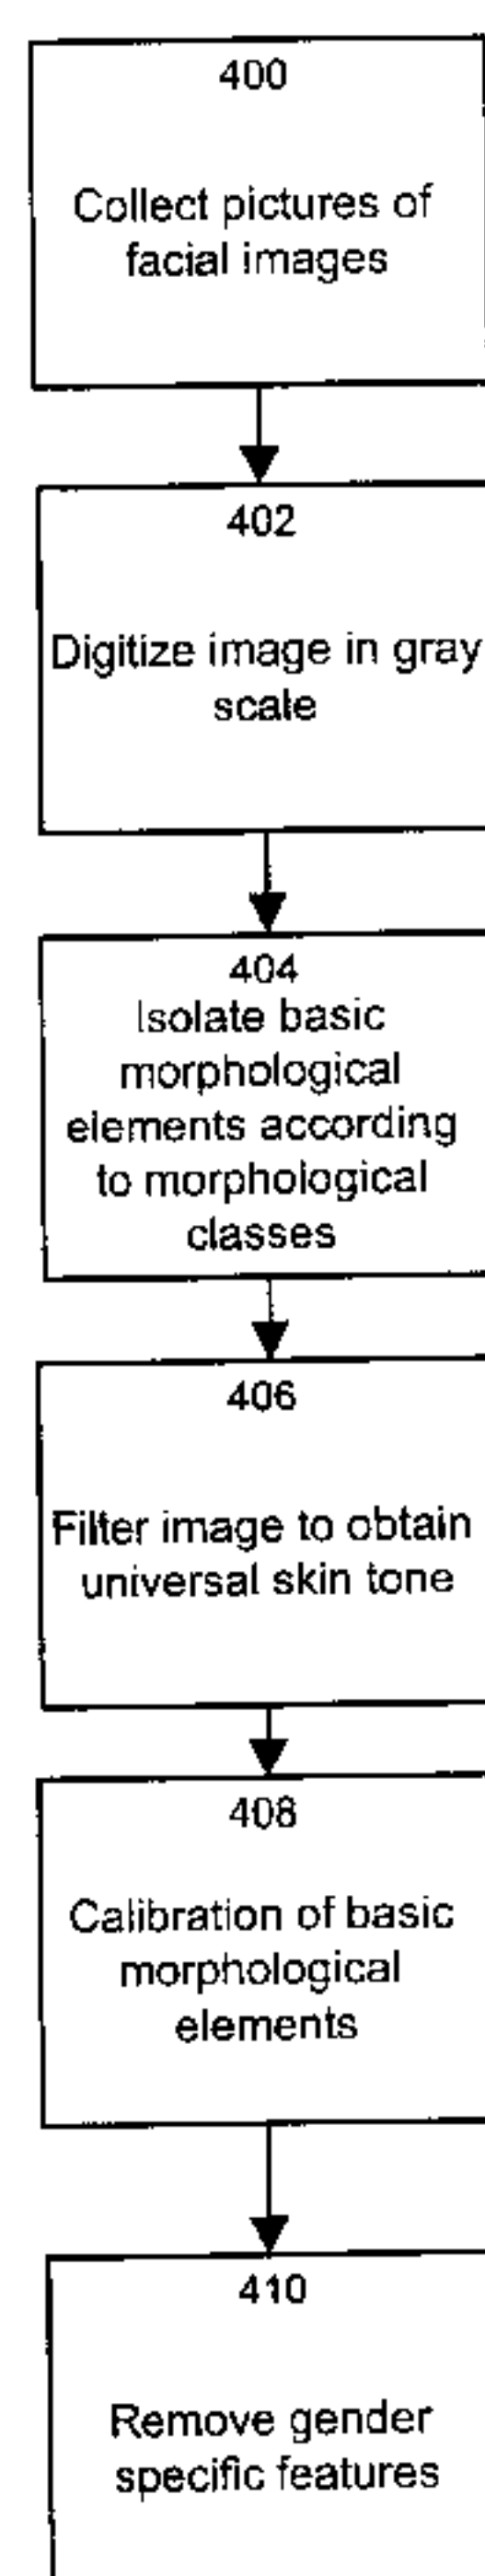 400
Collect pictures of
facial images
402
Digitize image in gray
scale
404
Isolate basic
morphological
elements according
to morphological
classes
406
Filter image to obtain
universal skin tone
408
Calibration of basic
morphological
elements
410
Remove gender
specific features